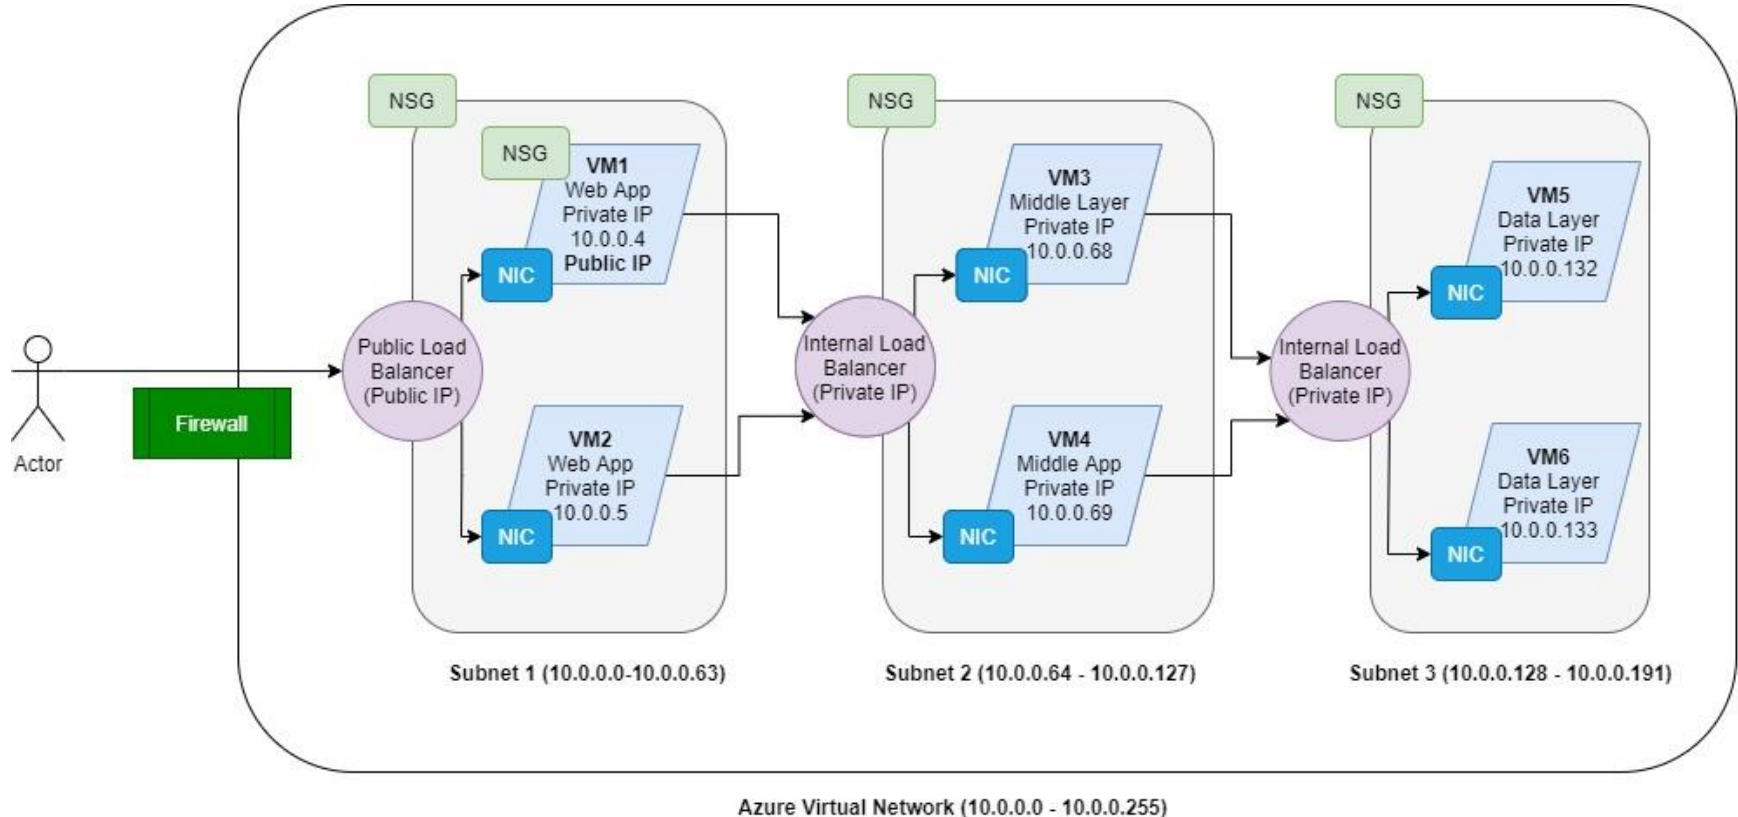 NSG
NSG
VM1
Web App
Private IP
10.0.0.4
Public IP
NIC
Public Load
Balancer
(Public IP)
Firewall
Actor
VM2
Web App
Private IP
10.0.0.5
NIC
Subnet 1 (10.0.0.0-10.0.0.63)
NSG
VM3
Middle Layer
Private IP
10.0.0.68
NIC
Internal Load
Balancer
(Private IP)
VM4
Middle App
Private IP
10.0.0.69
NIC
Subnet 2 (10.0.0.64 - 10.0.0.127)
NSG
VM5
Data Layer
Private IP
10.0.0.132
NIC
Internal Load
Balancer
(Private IP)
VM6
Data Layer
Private IP
10.0.0.133
NIC
Subnet 3 (10.0.0.128 - 10.0.0.191)
Azure Virtual Network (10.0.0.0 - 10.0.0.255)